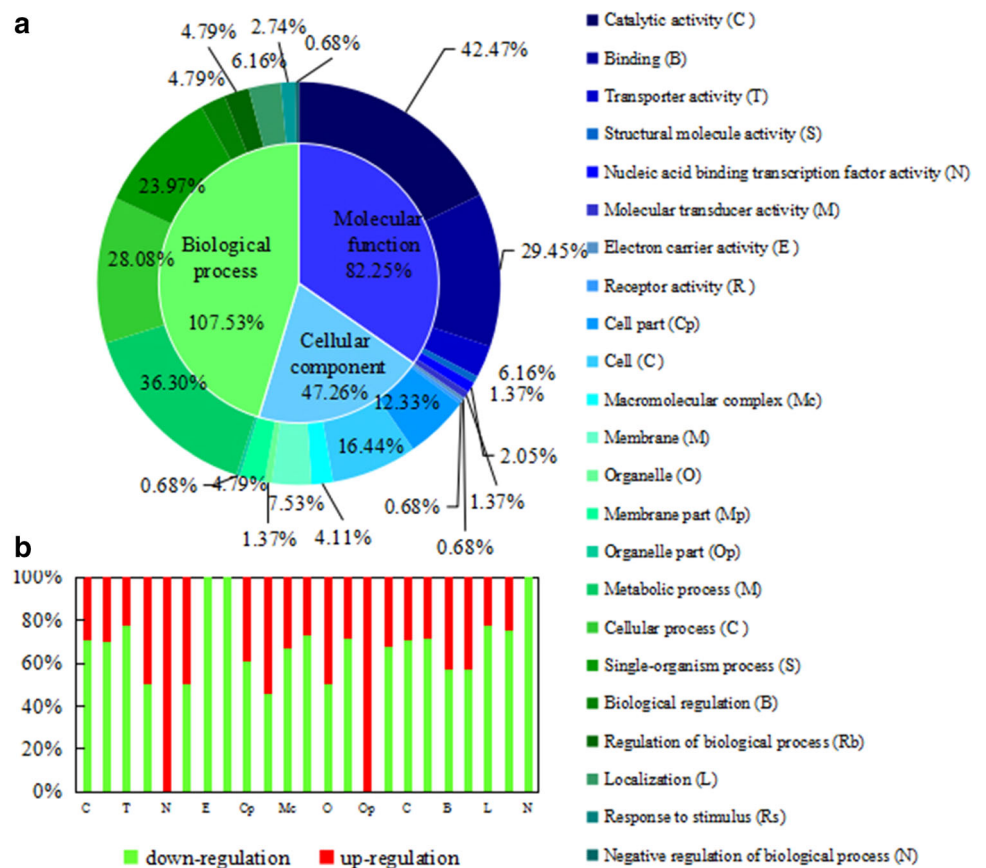 a
4.79%
2.74%
0.68%
6.16%
4.79%
42.47%
23.97%
Molecular
function
82.25%
Biological
process
107.53%
28.08%
29.45%
Cellular
component
47.26%
36.30%
12.33%
16.44%
6.16%
1.37%
2.05%
0.68%
4.79%
7.53%
1.37%
0.68%
1.37%
4.11%
0.68%
Catalytic activity (C )
Binding (B)
Transporter activity (T)
Structural molecule activity (S)
Nucleic acid binding transcription factor activity (N)
Molecular transducer activity (M)
Electron carrier activity (E )
Receptor activity (R )
Cell part (Cp)
Cell (C)
Macromolecular complex (Mc)
Membrane (M)
Organelle (O)
Membrane part (Mp)
Organelle part (Op)
Metabolic process (M)
Cellular process (C )
Single-organism process (S)
Biological regulation (B)
Regulation of biological process (Rb)
Localization (L)
Response to stimulus (Rs)
Negative regulation of biological process (N)
b
100%
80%
60%
40%
20%
0%
C T N E Cp Mc O Op C B L N
down-regulation up-regulation